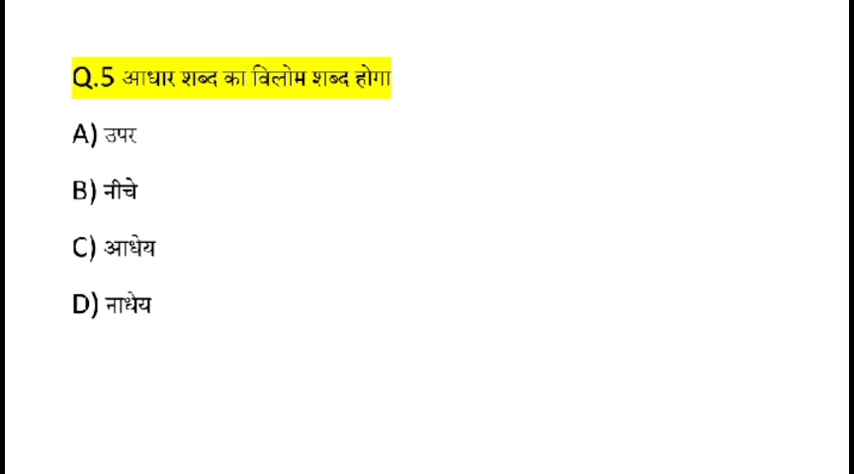 Q.5 आधार शब्द का विलोम शब्द होगा
A) उपर
B) नीचे
C) आधेय
D) नाधेय